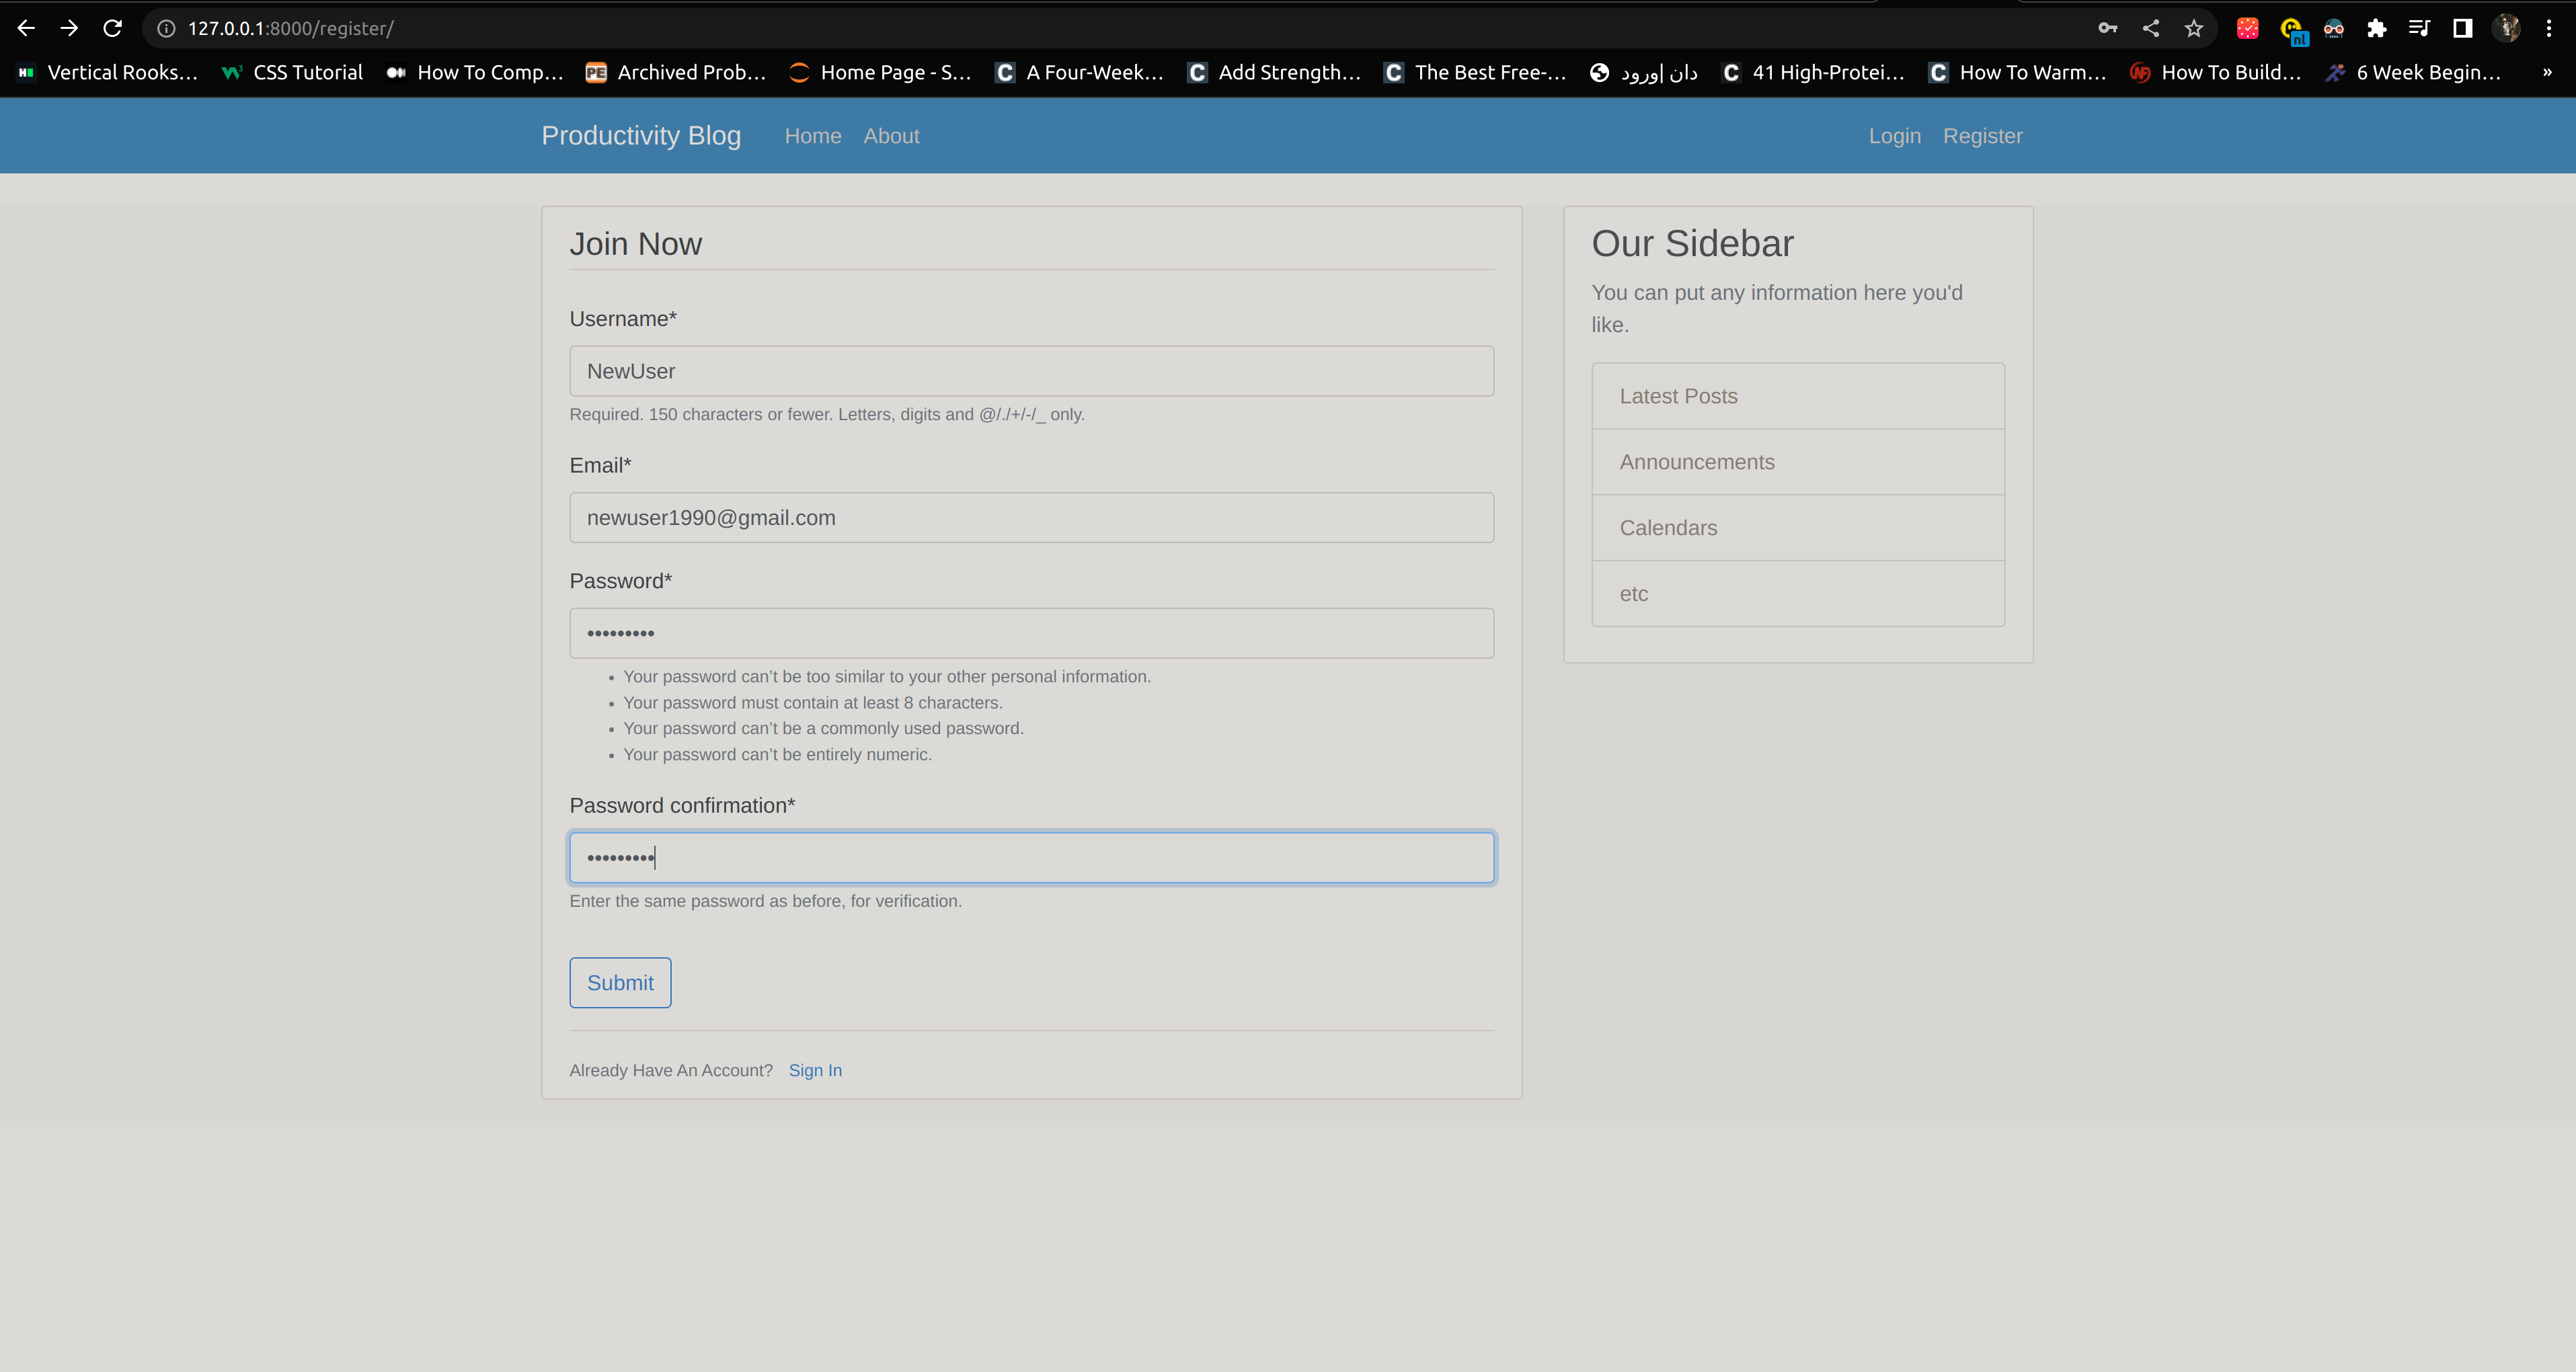 127.0.0.1:8000/register/
nl
Vertical Rooks... CSS Tutorial How To Comp... PE Archived Prob... Home Page - S... C A Four-Week... C Add Strength... C The Best Free-... دان |ورود C 41 High-Protei... C How To Warm... How To Build... 6 Week Begin... »
Productivity Blog Home About Login Register
Join Now
Username*
NewUser
Required. 150 characters or fewer. Letters, digits and @/./+/-/_ only.
Email*
newuser1990@gmail.com
Password*
•••••••••
• Your password can’t be too similar to your other personal information.
• Your password must contain at least 8 characters.
• Your password can’t be a commonly used password.
• Your password can’t be entirely numeric.
Password confirmation*
•••••••••
Enter the same password as before, for verification.
Submit
Already Have An Account? Sign In
Our Sidebar
You can put any information here you'd
like.
Latest Posts
Announcements
Calendars
etc